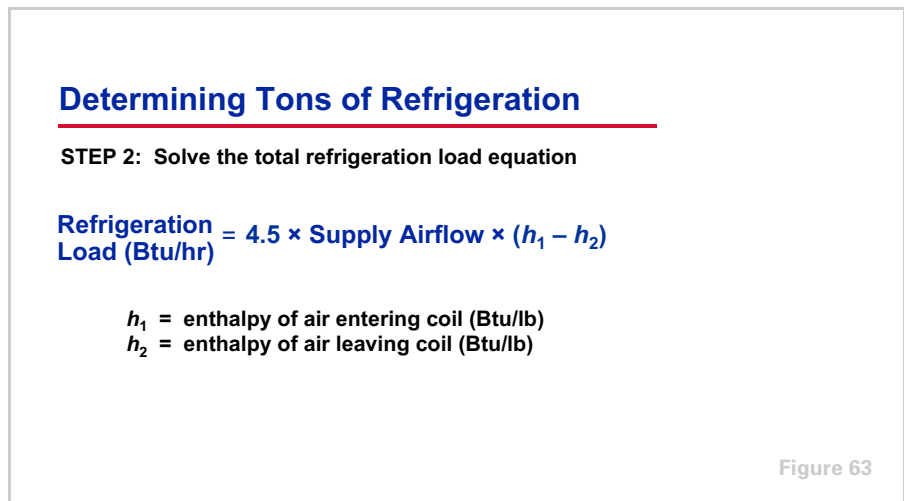 Determining Tons of Refrigeration
STEP 2: Solve the total refrigeration load equation
Refrigeration
Load (Btu/hr) = 4.5 × Supply Airflow × (h₁ – h₂)
h₁ = enthalpy of air entering coil (Btu/lb)
h₂ = enthalpy of air leaving coil (Btu/lb)
Figure 63